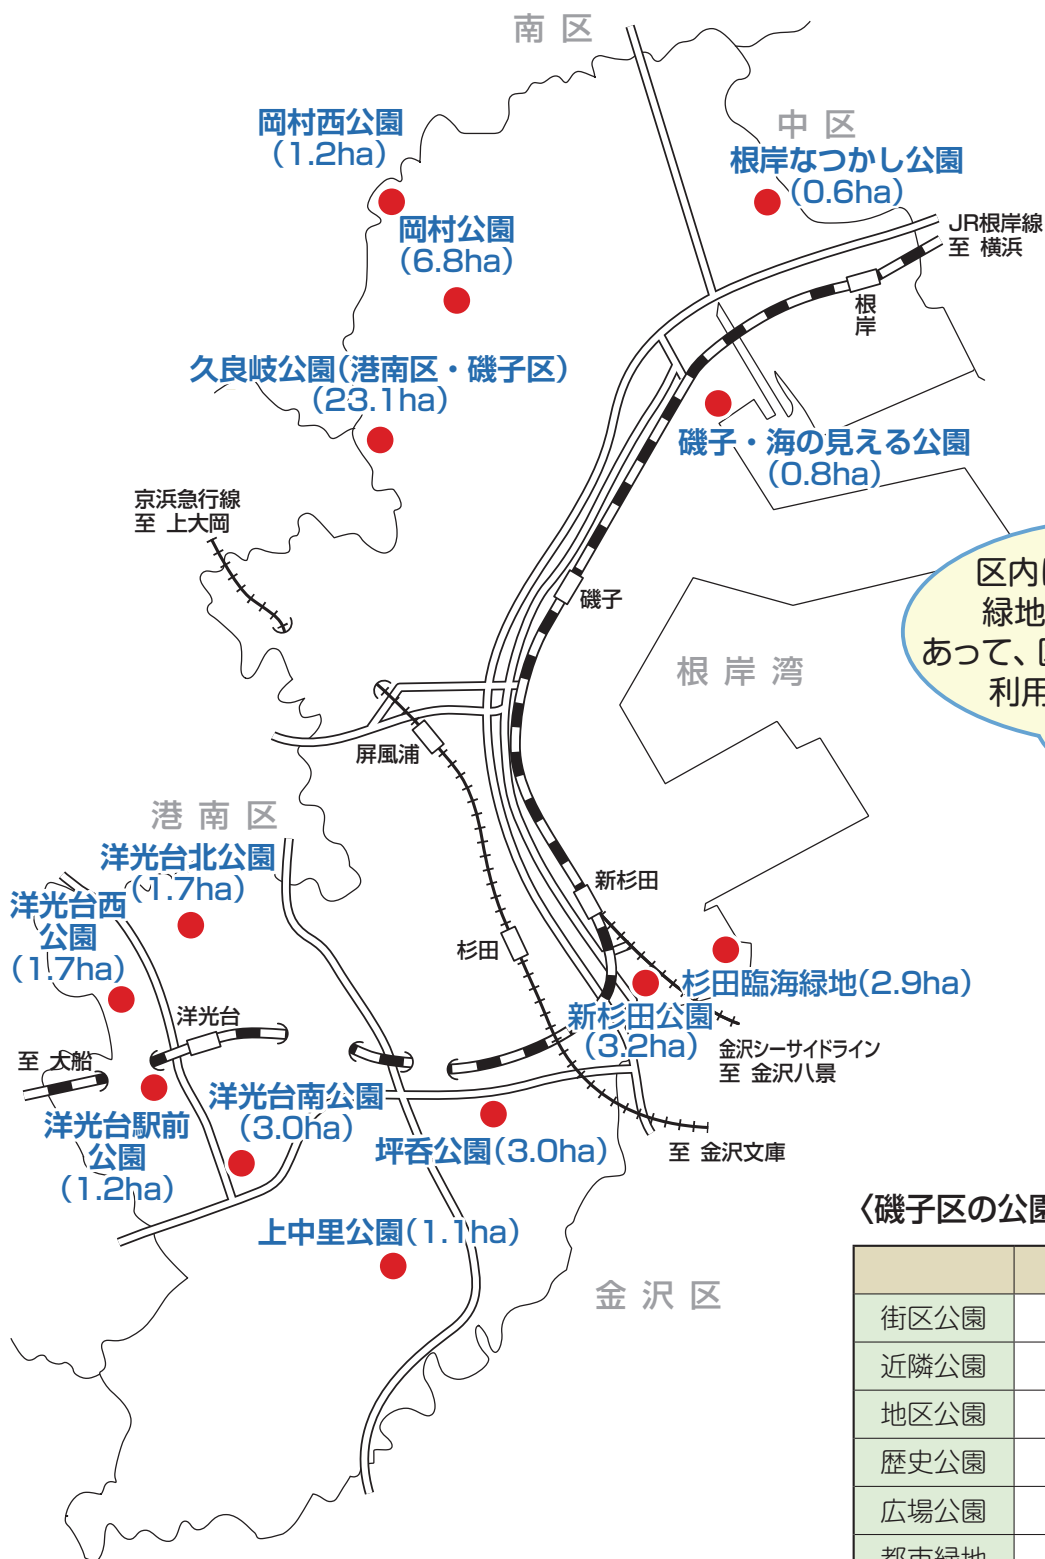 南区
中区
岡村西公園
(1.2ha)
根岸なつかし公園
(0.6ha)
岡村公園
(6.8ha)
JR根岸線
至 横浜
根岸
久良岐公園(港南区・磯子区)
(23.1ha)
磯子・海の見える公園
(0.8ha)
京浜急行線
至 上大岡
区内
緑地
あって、
利用
磯子
根岸湾
屏風浦
港南区
洋光台北公園
(1.7ha)
洋光台西
公園
(1.7ha)
新杉田
杉田
杉田臨海緑地(2.9ha)
新杉田公園
(3.2ha)
洋光台
至 大船
金沢シーサイドライン
至 金沢八景
洋光台南公園
(3.0ha)
洋光台駅前
公園
(1.2ha)
坪呑公園(3.0ha)
至 金沢文庫
上中里公園(1.1ha)
金沢区
〈磯子区の公園
街区公園
近隣公園
地区公園
歴史公園
広場公園
都市緑地